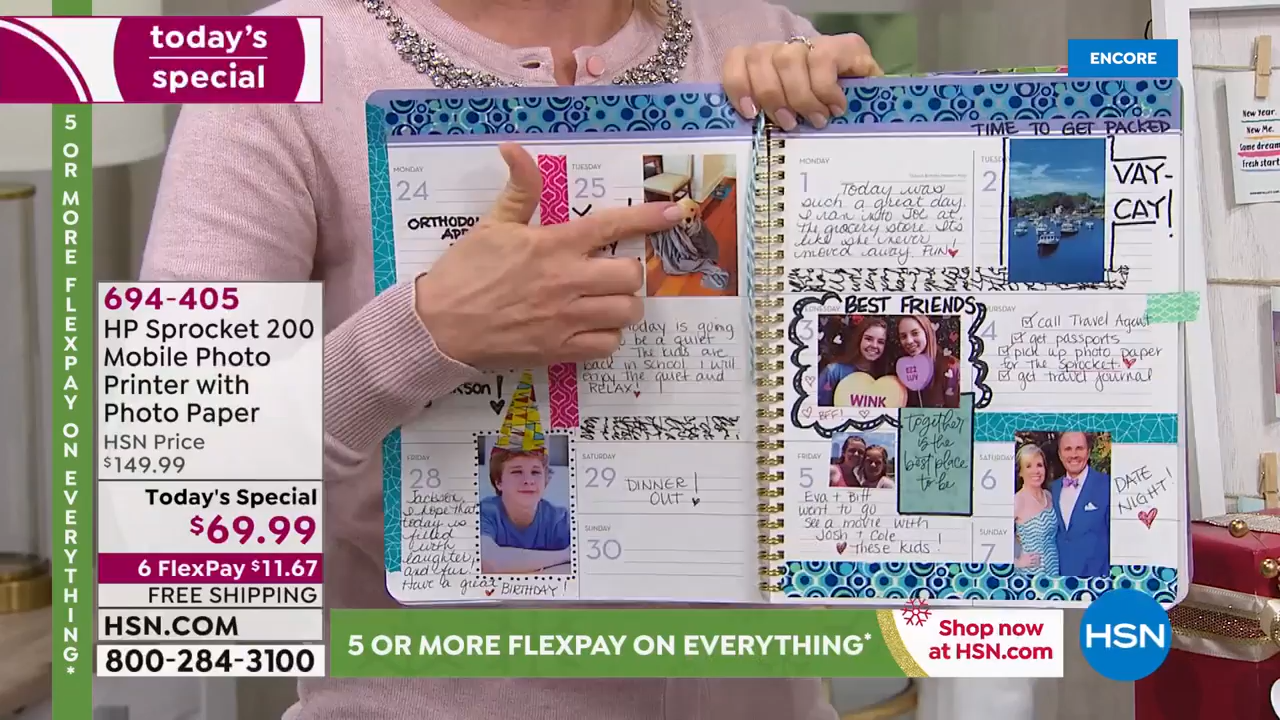 today's
special
ENCORE
5 OR MORE FLEXPAY ON EVERYTHING*
694-405
HP Sprocket 200
Mobile Photo
Printer with
Photo Paper
HSN Price
$149.99
Today's Special
$69.99
6 FlexPay $11.67
FREE SHIPPING
HSN.COM
800-284-3100
MONDAY
24
TUESDAY
25
today is going
be a quiet
The kids are
back in school. I will
enjoy the quiet and
RELAX!
FRIDAY
28
Jackson,
I hope that
today is
filled
with
laughter,
and fun!
Have a great BIRTHDAY!
SATURDAY
29
DINNER!
OUT
SUNDAY
30
TIME TO GET PACKED
MONDAY
1
Today was
such a great day.
I ran into Joe at
the grocery store. It's
like she never
moved away. FUN!
2
VAY-
CAY!
BEST FRIENDS
3
EZZ
LUV
WINK
BFF!
4
call Travel Agent
get passports
pick up photo paper
for the sprocket
get travel journal
FRIDAY
5
together
is the
best place
to be
Eva + Biff
went to go
see a movie with
Josh + Cole
these kids!
SATURDAY
6
DATE
NIGHT!
SUNDAY
7
New Year.
New Me.
Same dream
Fresh start
5 OR MORE FLEXPAY ON EVERYTHING*
Shop now
at HSN.com
HSN